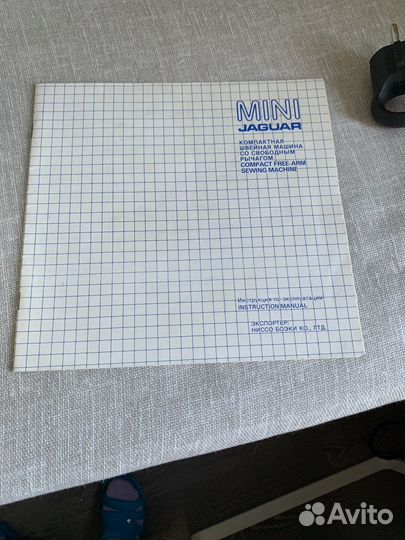 MINI
JAGUAR
КОМПАКТНАЯ
ШВЕЙНАЯ МАШИНА
СО СВОБОДНЫМ
РЫЧАГОМ
COMPACT FREE-ARM
SEWING MACHINE
Инструкция-по-эксплуатации
INSTRUCTION MANUAL
ЭКСПОРТЕР:
НИССО БОЭКИ КО., ЛТД.
Avito